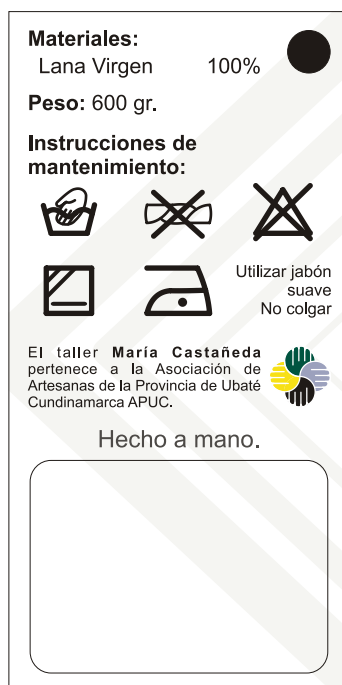 Materiales:
Lana Virgen 100%
Peso: 600 gr.
Instrucciones de
mantenimiento:
Utilizar jabón
suave
No colgar
El taller María Castañeda
pertenece a la Asociación de
Artesanas de la Provincia de Ubaté
Cundinamarca APUC.
Hecho a mano.